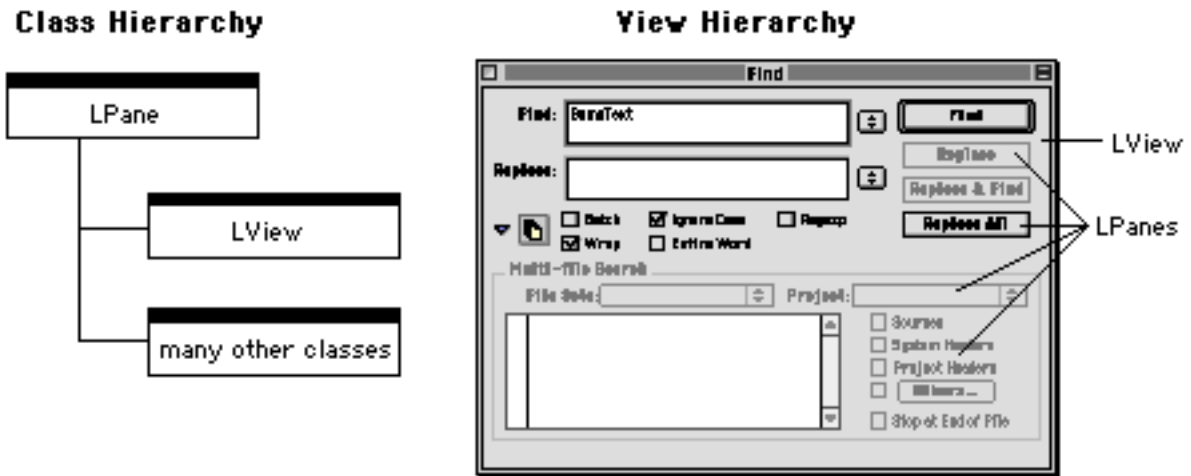 Class Hierarchy
View Hierarchy
LPane
LView
many other classes
Find
Find:
Find
Replace
LView
Replace:
Replace & Find
Batch
Ignore Case
Regexp
Replace All
LPanes
Wrap
Entire Word
Multi-file Search
File Sets:
Project:
Sources
System Headers
Project Headers
Others...
Stop at End of File